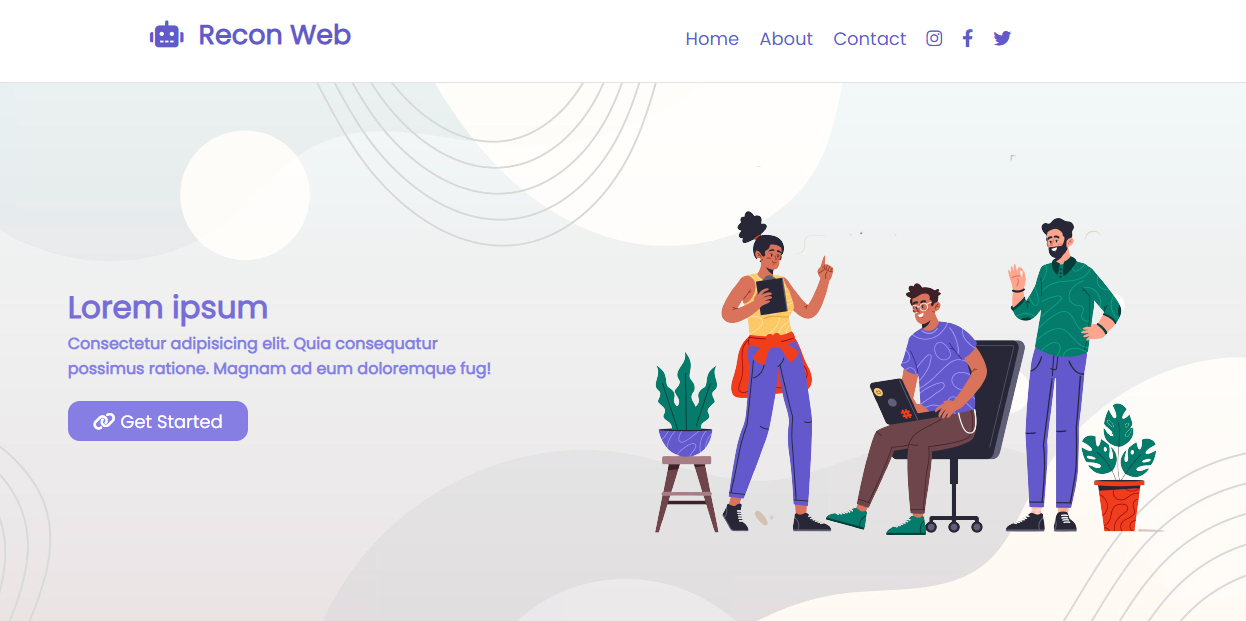 Recon Web
Home About Contact
Lorem ipsum
Consectetur adipisicing elit. Quia consequatur
possimus ratione. Magnam ad eum doloremque fug!
Get Started